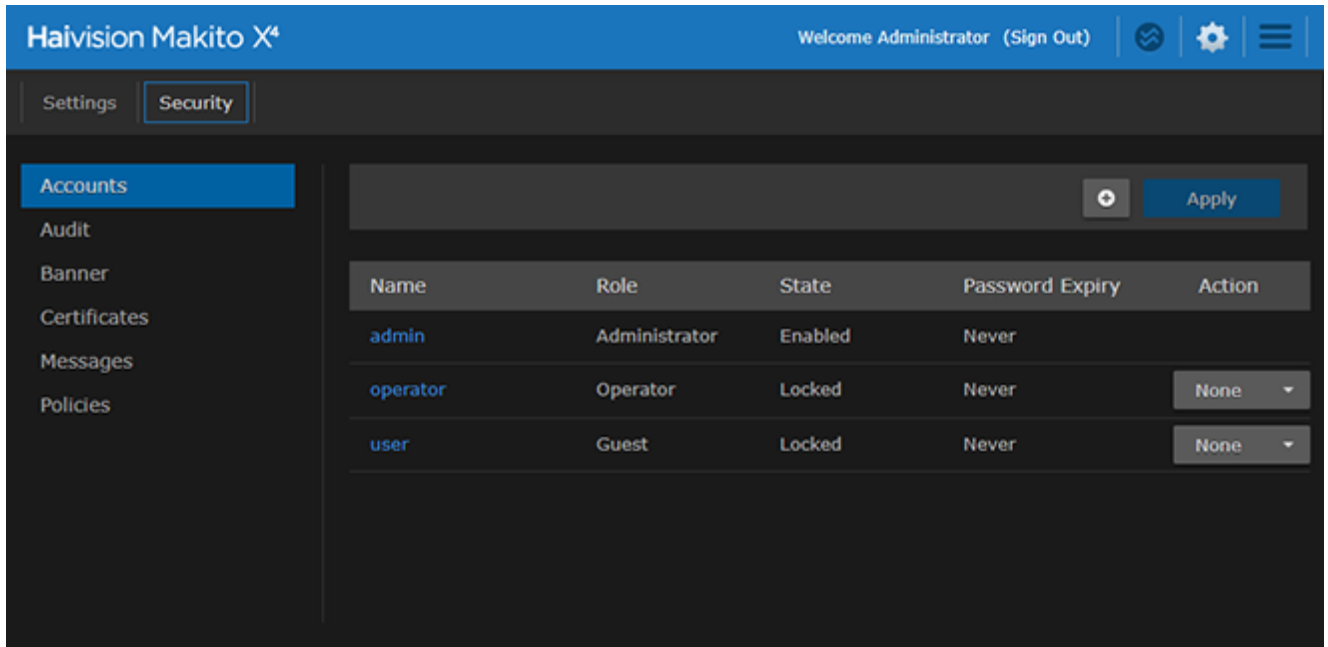 Haivision Makito X⁴
Welcome Administrator (Sign Out)
Settings Security
Accounts
Audit
Banner
Certificates
Messages
Policies
Apply
Name Role State Password Expiry Action
admin Administrator Enabled Never
operator Operator Locked Never None
user Guest Locked Never None